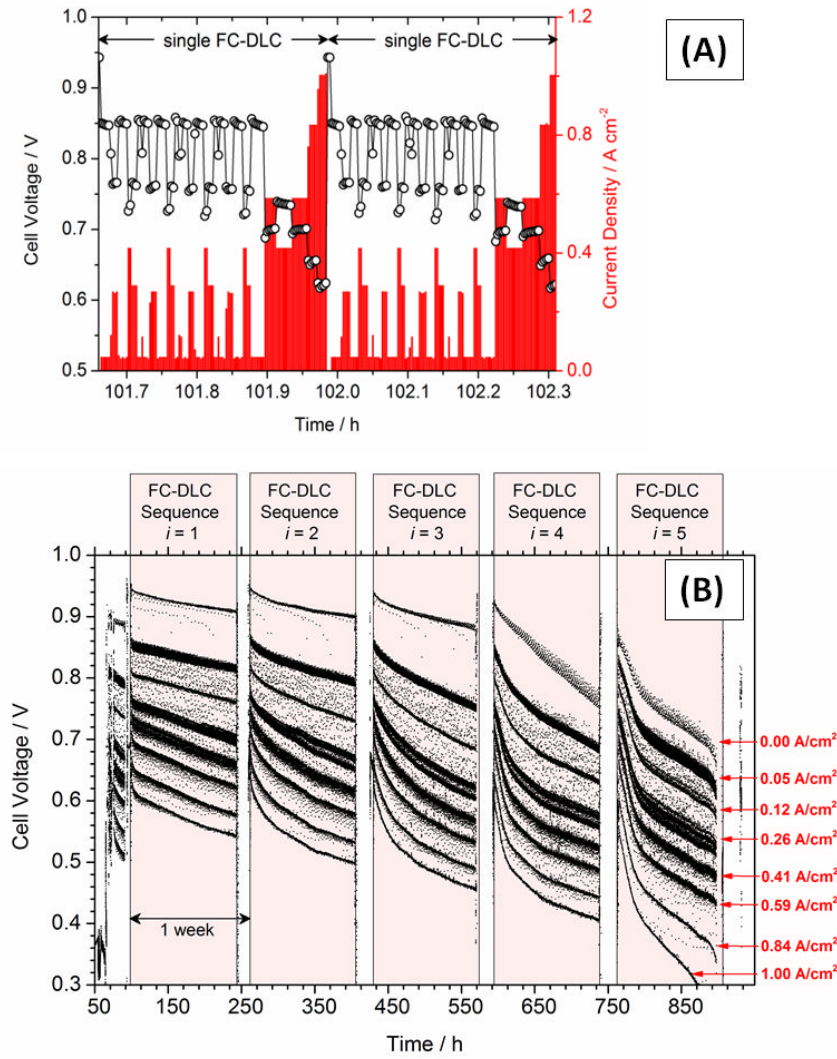 (A)
single FC-DLC single FC-DLC
1.0
0.9
0.8
0.7
0.6
0.5
Cell Voltage / V
1.2
0.8
0.4
0.0
Current Density / A cm⁻²
101.7 101.8 101.9 102.0 102.1 102.2 102.3
Time / h
FC-DLC
Sequence
i = 1
FC-DLC
Sequence
i = 2
FC-DLC
Sequence
i = 3
FC-DLC
Sequence
i = 4
FC-DLC
Sequence
i = 5
(B)
1.0
0.9
0.8
0.7
0.6
0.5
0.4
0.3
Cell Voltage / V
0.00 A/cm²
0.05 A/cm²
0.12 A/cm²
0.26 A/cm²
0.41 A/cm²
0.59 A/cm²
0.84 A/cm²
1.00 A/cm²
1 week
50 150 250 350 450 550 650 750 850
Time / h